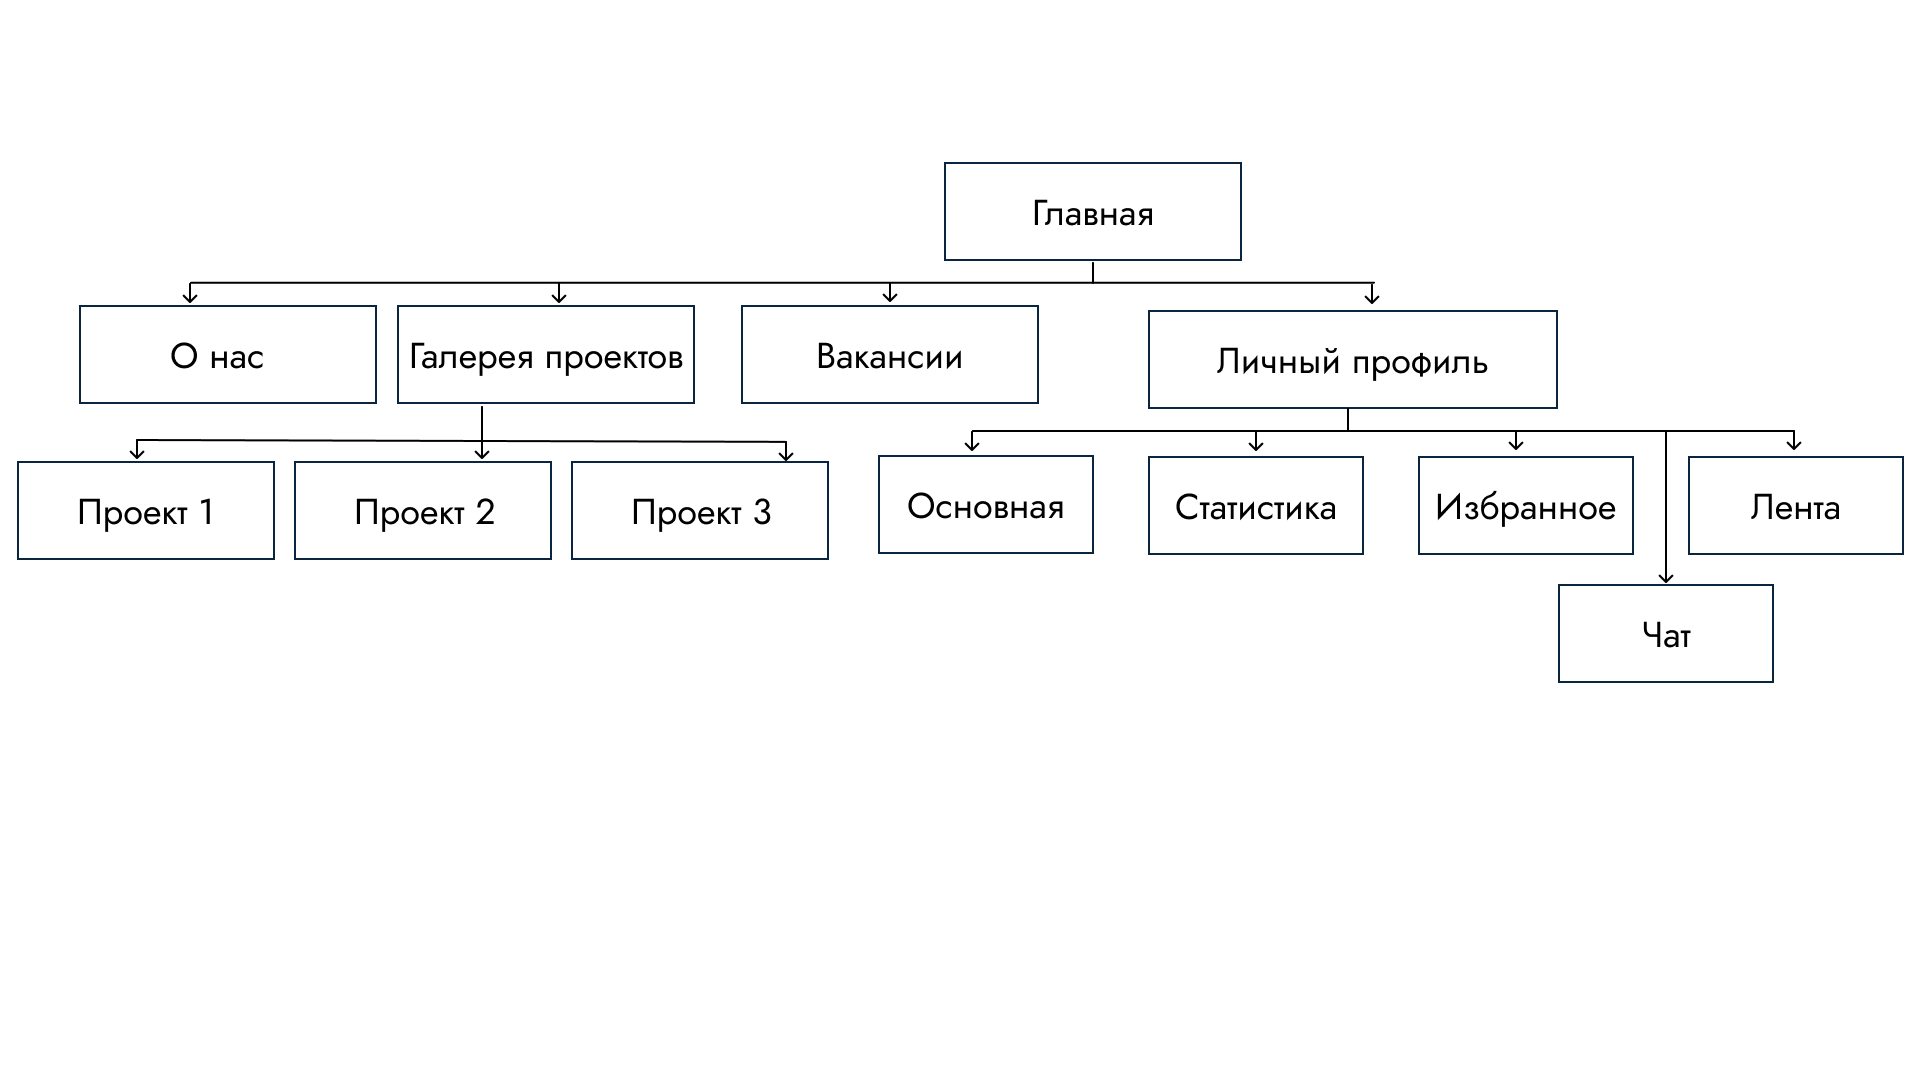 Главная
О нас
Галерея проектов
Вакансии
Личный профиль
Проект 1
Проект 2
Проект 3
Основная
Статистика
Избранное
Лента
Чат